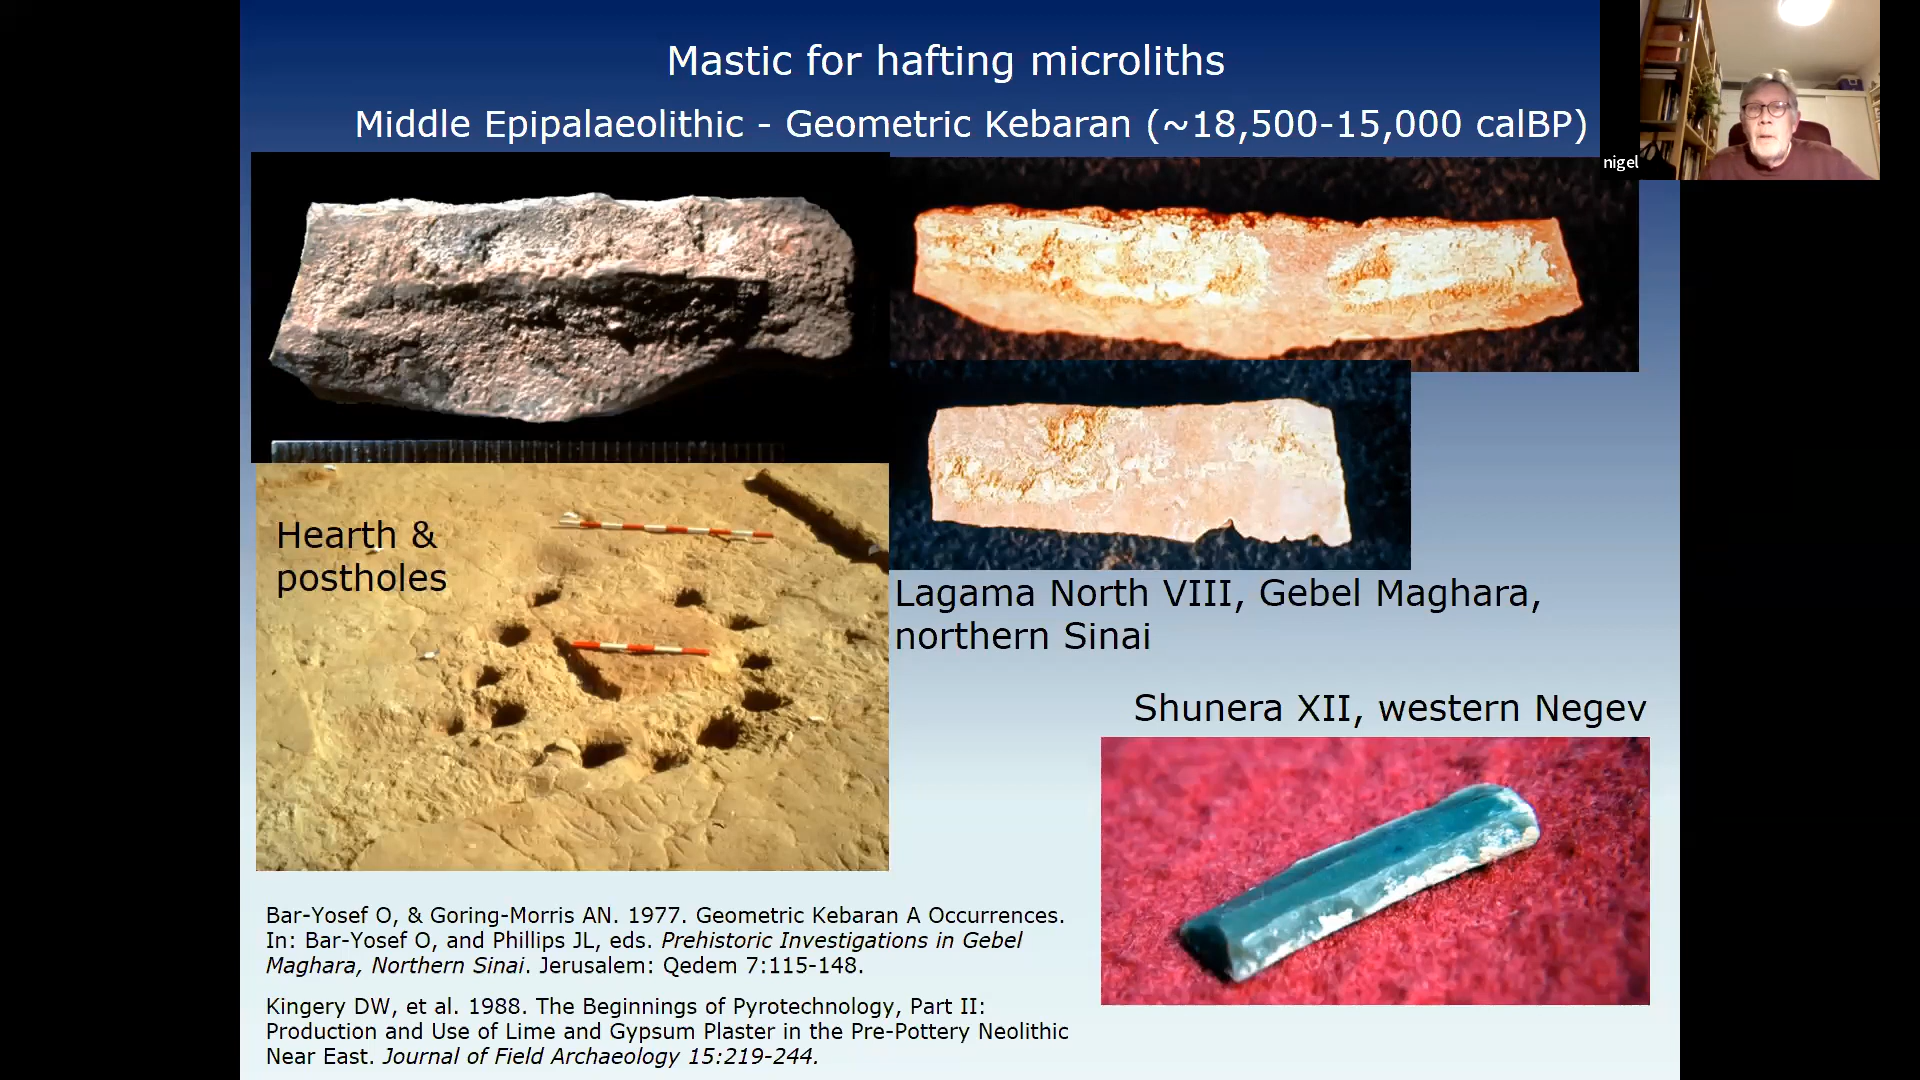 Mastic for hafting microliths
Middle Epipalaeolithic - Geometric Kebaran (~18,500-15,000 calBP)
nigel
Hearth &
postholes
Lagama North VIII, Gebel Maghara,
northern Sinai
Shunera XII, western Negev
Bar-Yosef O, & Goring-Morris AN. 1977. Geometric Kebaran A Occurrences.
In: Bar-Yosef O, and Phillips JL, eds. Prehistoric Investigations in Gebel
Maghara, Northern Sinai. Jerusalem: Qedem 7:115-148.
Kingery DW, et al. 1988. The Beginnings of Pyrotechnology, Part II:
Production and Use of Lime and Gypsum Plaster in the Pre-Pottery Neolithic
Near East. Journal of Field Archaeology 15:219-244.